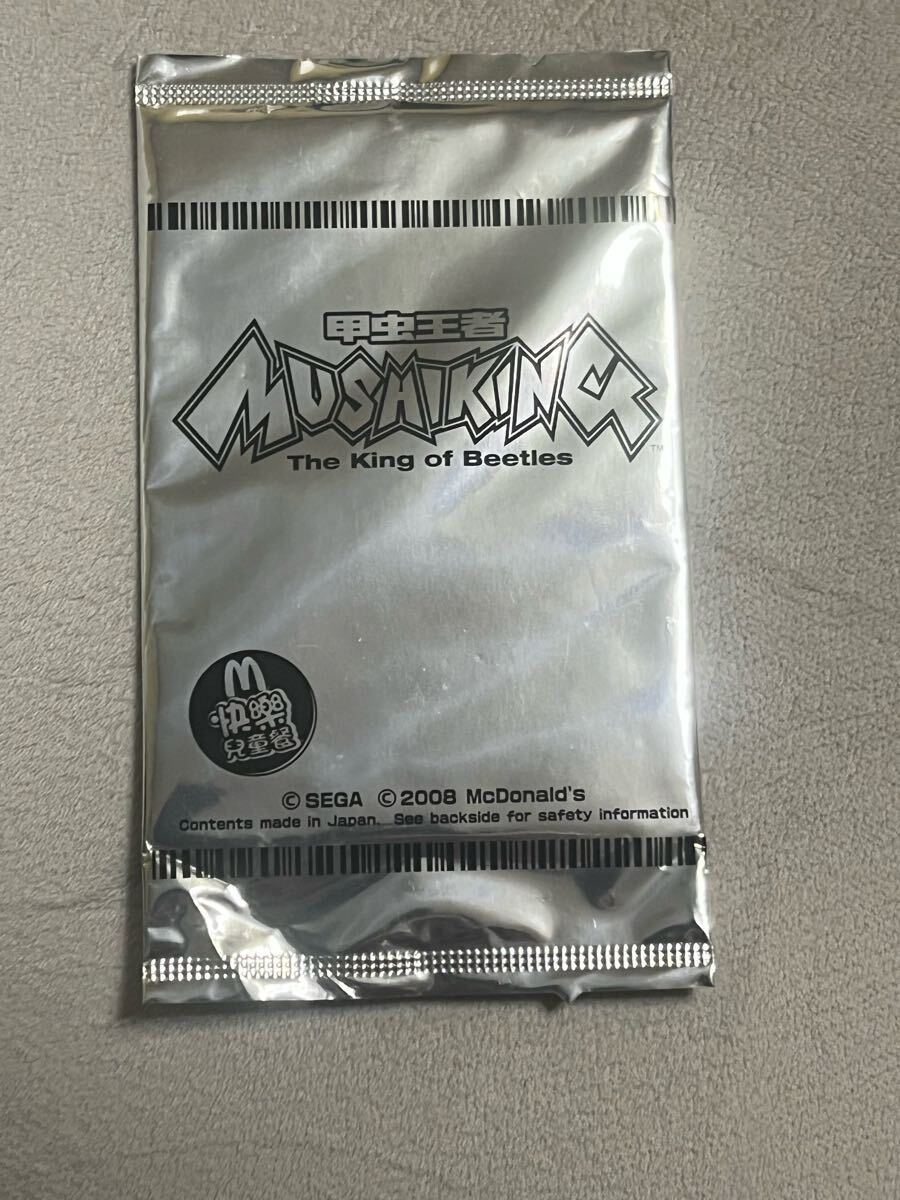 甲虫王者
MUSHIKING
TM
The King of Beetles
M
快樂
兒童餐
© SEGA © 2008 McDonald's
Contents made in Japan. See backside for safety information